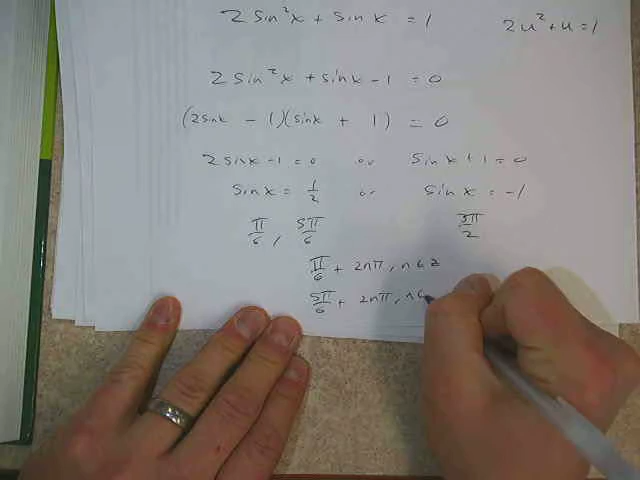 2 sin²x + sin x = 1
2u² + u = 1
2 sin²x + sin x - 1 = 0
(2 sin x - 1)(sin x + 1) = 0
2 sin x - 1 = 0 or sin x + 1 = 0
sin x = 1/2 or sin x = -1
π/6, 5π/6 3π/2
π/6 + 2nπ, n ∈ Z
5π/6 + 2nπ, n ∈